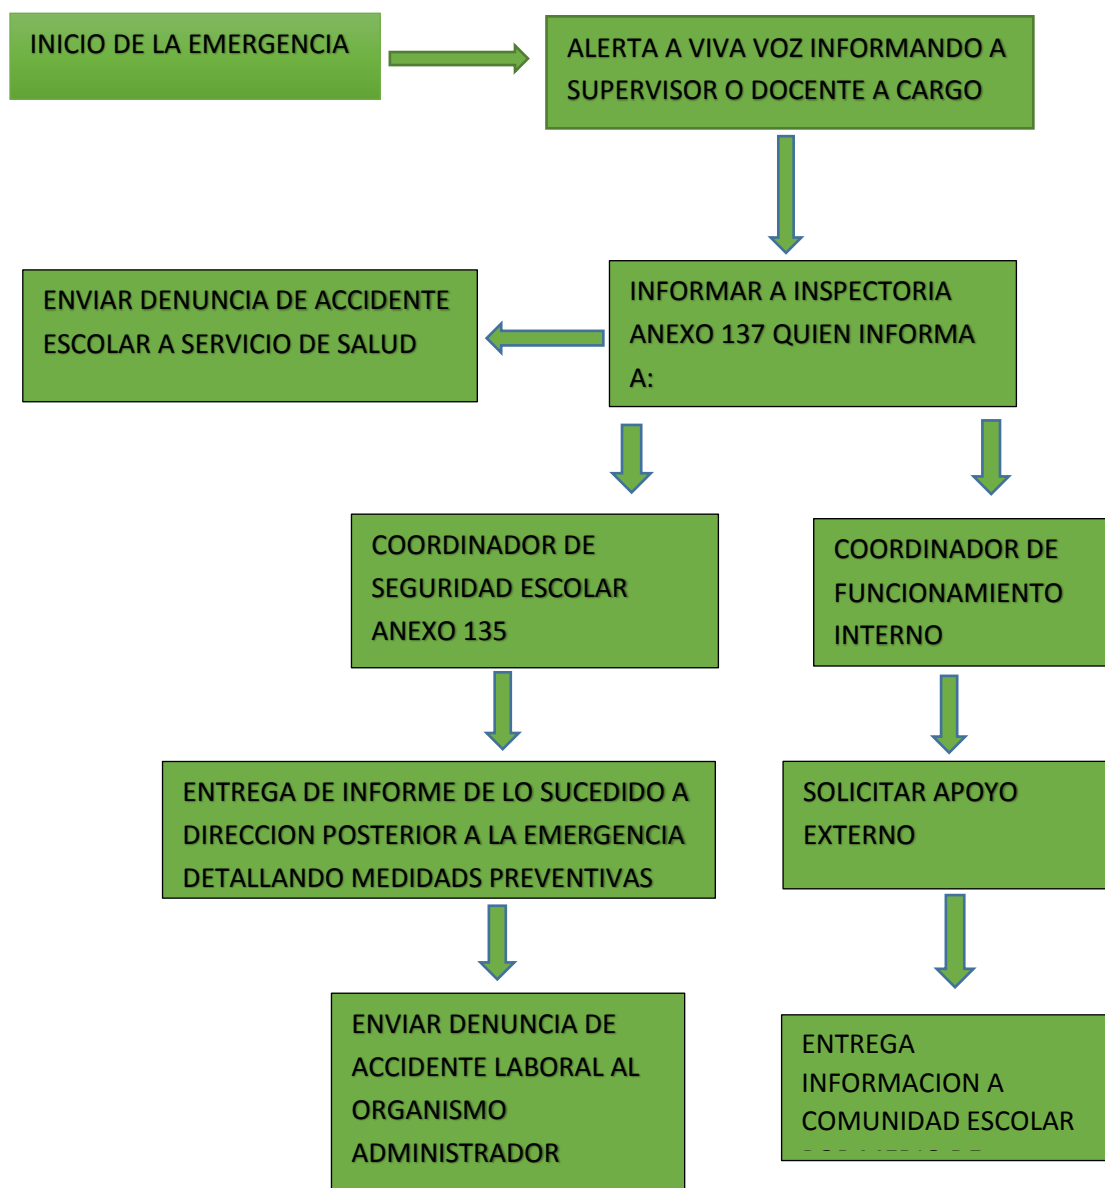 INICIO DE LA EMERGENCIA
ALERTA A VIVA VOZ INFORMANDO A
SUPERVISOR O DOCENTE A CARGO
ENVIAR DENUNCIA DE ACCIDENTE
ESCOLAR A SERVICIO DE SALUD
INFORMAR A INSPECTORIA
ANEXO 137 QUIEN INFORMA
A:
COORDINADOR DE
SEGURIDAD ESCOLAR
ANEXO 135
COORDINADOR DE
FUNCIONAMIENTO
INTERNO
ENTREGA DE INFORME DE LO SUCEDIDO A
DIRECCION POSTERIOR A LA EMERGENCIA
DETALLANDO MEDIDADS PREVENTIVAS
SOLICITAR APOYO
EXTERNO
ENVIAR DENUNCIA DE
ACCIDENTE LABORAL AL
ORGANISMO
ADMINISTRADOR
ENTREGA
INFORMACION A
COMUNIDAD ESCOLAR